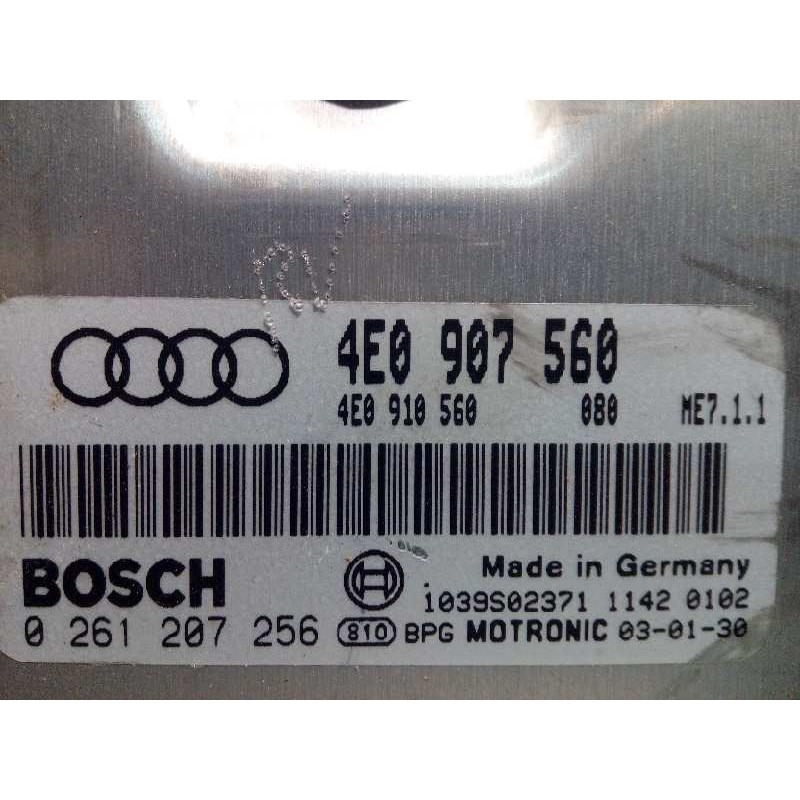 4E0 907 560
4E0 910 560 080 ME7.1.1
BOSCH
Made in Germany
1039S02371 1142 0102
0 261 207 256 810 BPG MOTRONIC 03-01-30